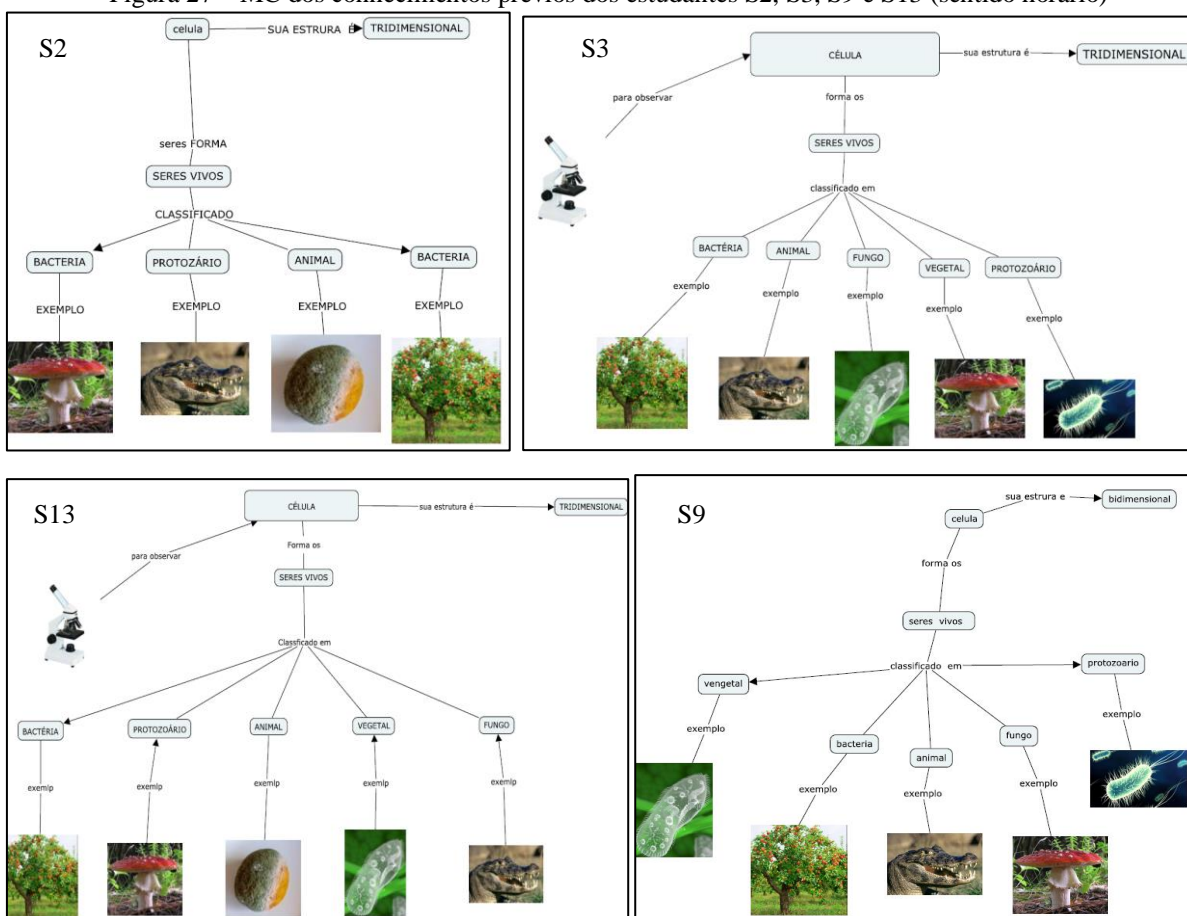 Figura 27 – MC dos conhecimentos prévios dos estudantes S2, S3, S9 e S13 (sentido horário)
S2
celula
SUA ESTRURA É
TRIDIMENSIONAL
seres FORMA
SERES VIVOS
CLASSIFICADO
BACTERIA
PROTOZÁRIO
ANIMAL
BACTERIA
EXEMPLO
EXEMPLO
EXEMPLO
EXEMPLO
S3
CÉLULA
sua estrutura é
TRIDIMENSIONAL
para observar
forma os
SERES VIVOS
classificado em
BACTÉRIA
ANIMAL
FUNGO
VEGETAL
PROTOZOÁRIO
exemplo
exemplo
exemplo
exemplo
exemplo
S13
CÉLULA
sua estrutura é
TRIDIMENSIONAL
para observar
Forma os
SERES VIVOS
Classficado em
BACTÉRIA
PROTOZOÁRIO
ANIMAL
VEGETAL
FUNGO
exemlp
exemlp
exemlp
exemlp
exemlp
S9
sua estrura e
bidimensional
celula
forma os
seres vivos
classificado em
protozoario
vengetal
bacteria
animal
fungo
exemplo
exemplo
exemplo
exemplo
exemplo